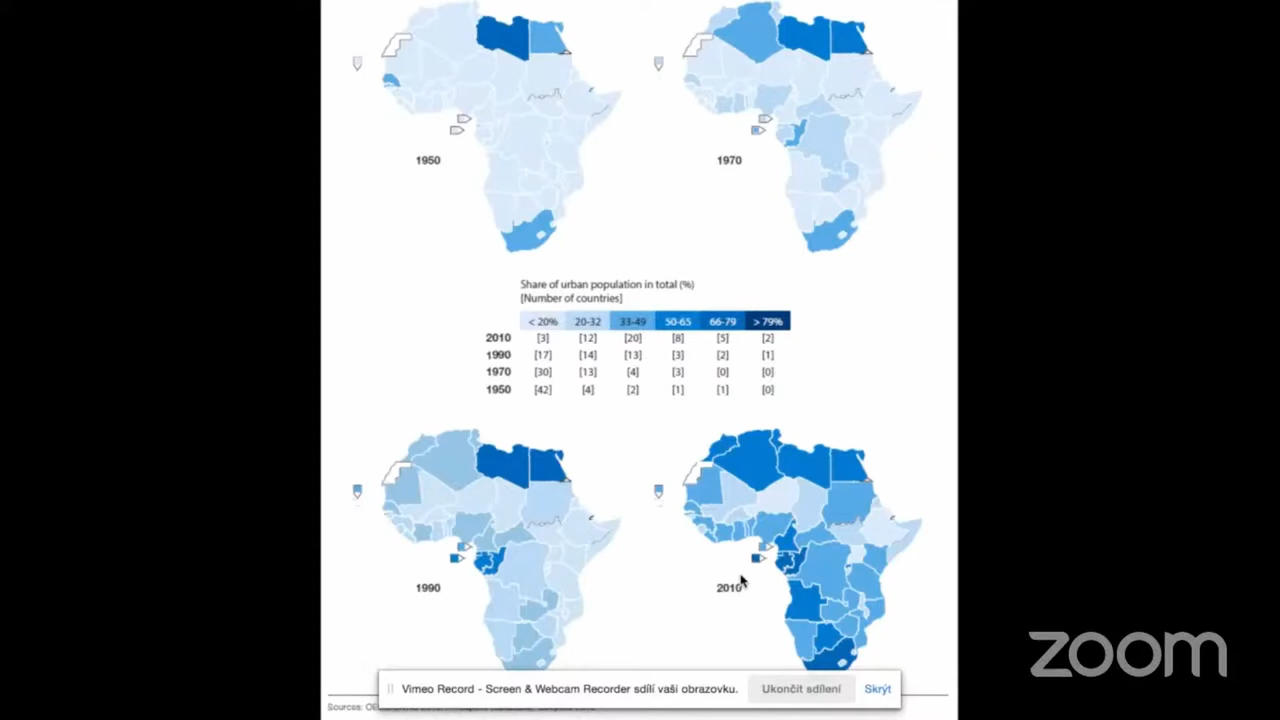 1950
1970
Share of urban population in total (%)
[Number of countries]
< 20% 20-32 33-49 50-65 66-79 > 79%
2010 [3] [12] [20] [8] [5] [2]
1990 [17] [14] [13] [3] [2] [1]
1970 [30] [13] [4] [3] [0] [0]
1950 [42] [4] [2] [1] [1] [0]
1990
2010
zoom
Vimeo Record - Screen & Webcam Recorder sdílí vaši obrazovku. Ukončit sdílení Skrýt
Sources: